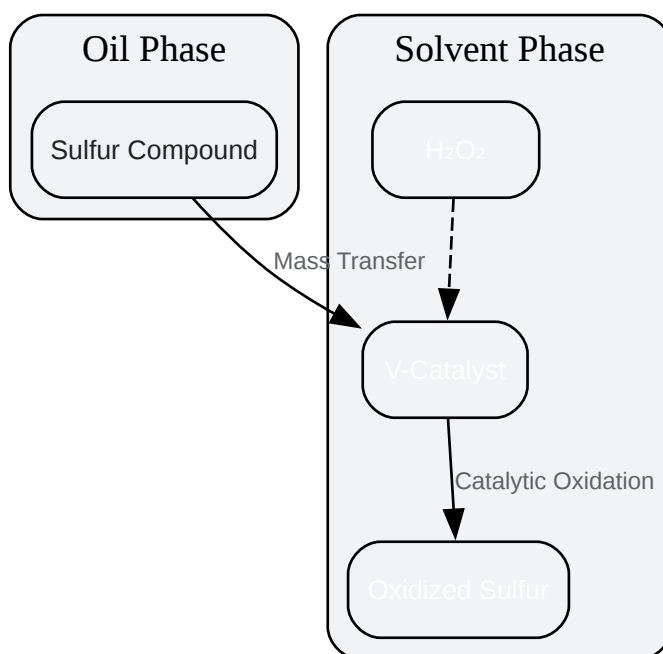 Oil Phase
Solvent Phase
Sulfur Compound
H₂O₂
Mass Transfer
V-Catalyst
Catalytic Oxidation
Oxidized Sulfur